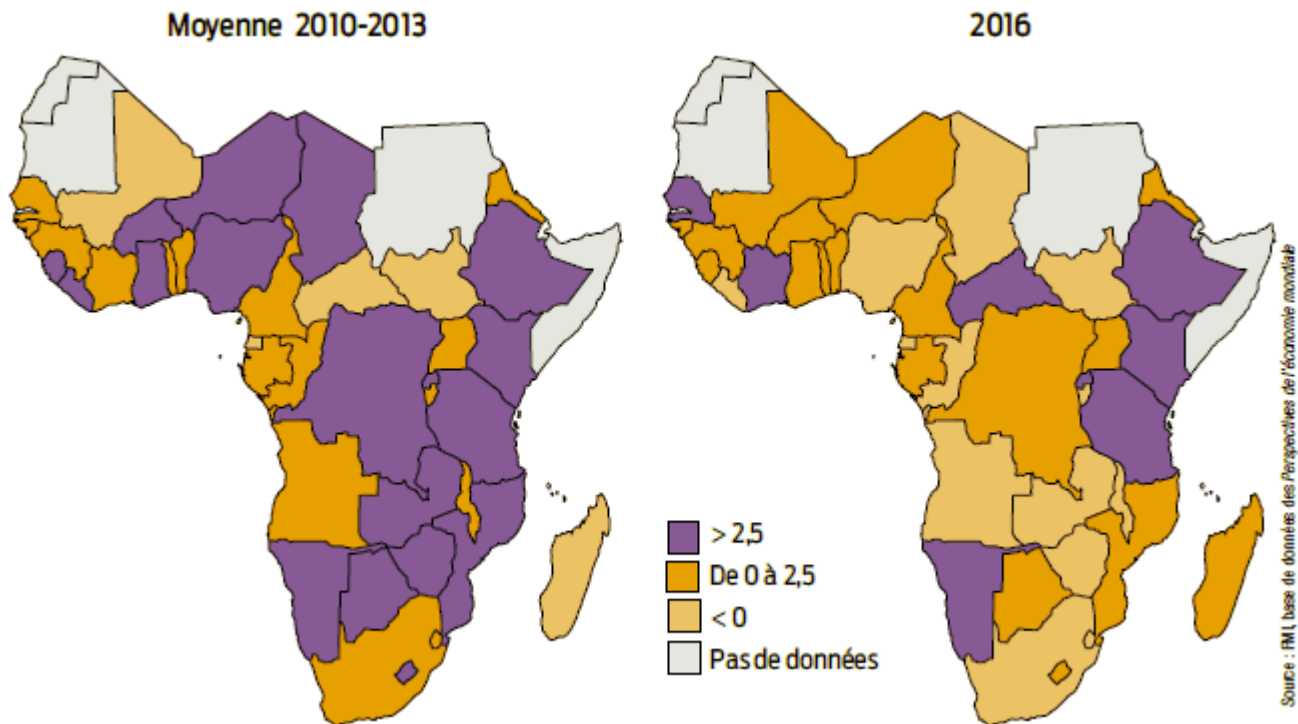 Moyenne 2010-2013
2016
> 2,5
De 0 à 2,5
< 0
Pas de données
Source : FMI, base de données des Perspectives de l'économie mondiale